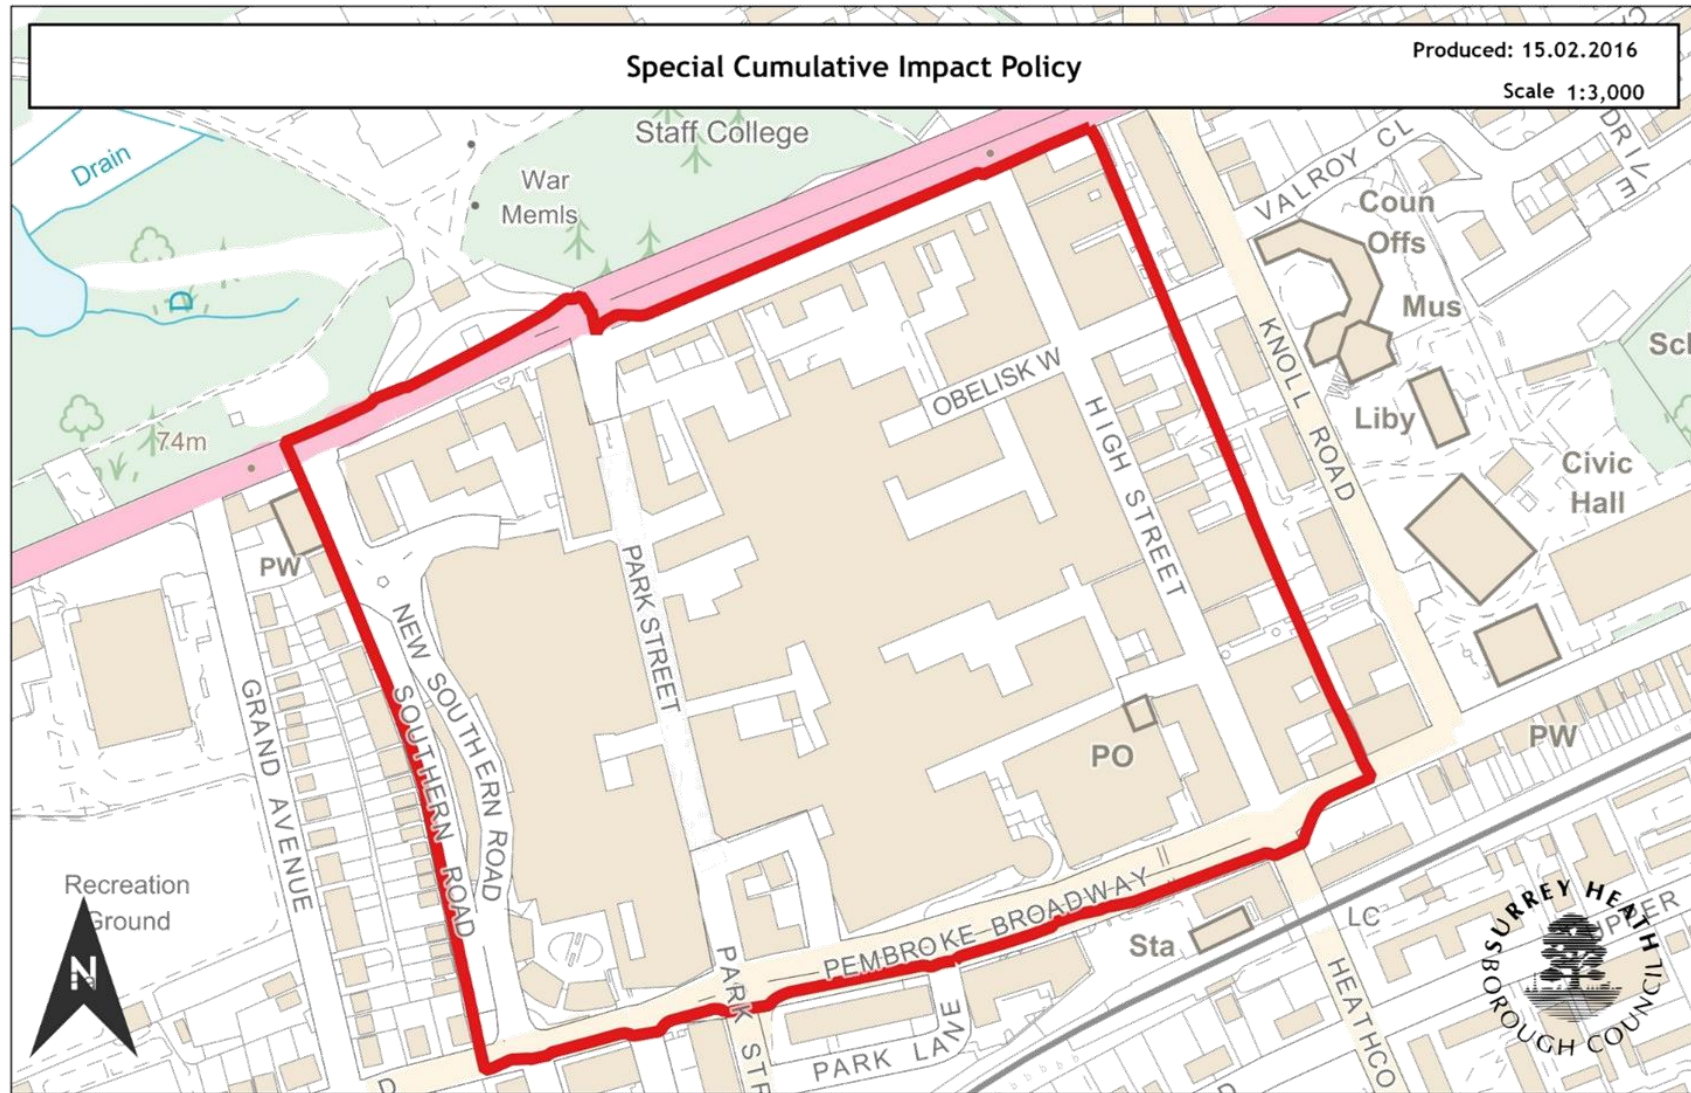 Special Cumulative Impact Policy
Produced: 15.02.2016
Scale 1:3,000
Staff College
Drain
War
Memls
VALROY CL
DRIVE
Coun
Offs
Mus
D
KNOLL ROAD
OBELISK W
Liby
HIGH STREET
74m
Civic
Hall
PW
PARK STREET
NEW SOUTHERN ROAD
SOUTHERN ROAD
GRAND AVENUE
PO
PW
Recreation
Ground
PEMBROKE BROADWAY
Sta
LC
N
PARK
PARK LANE
SURREY HEATH
BOROUGH COUNCIL